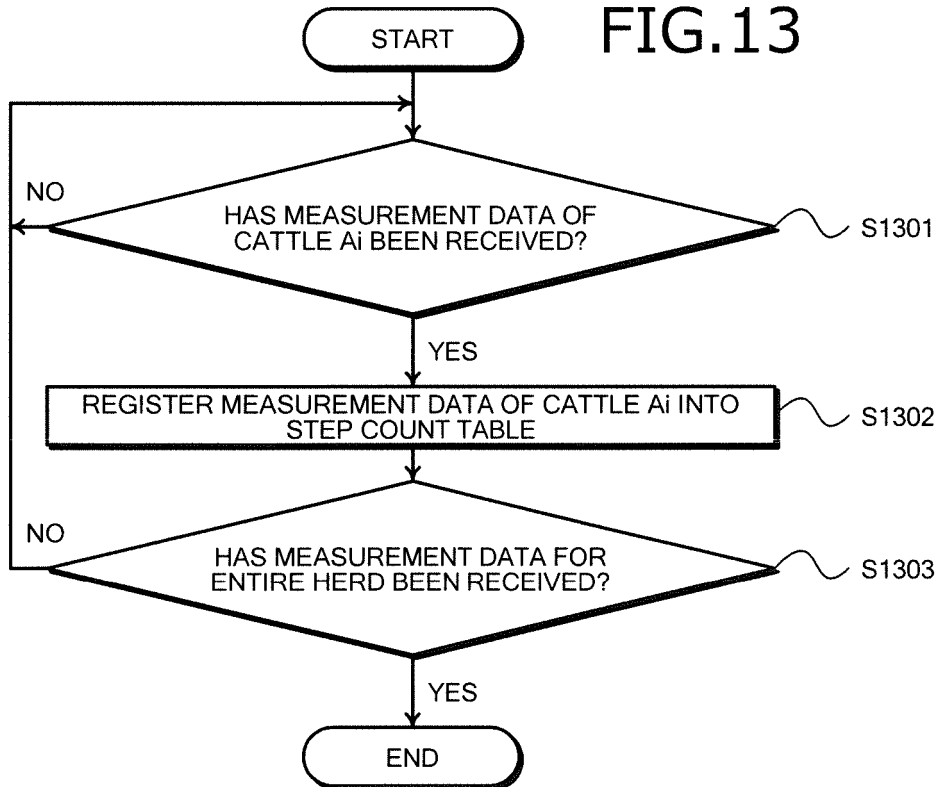 FIG.13
START
NO
HAS MEASUREMENT DATA OF
CATTLE Ai BEEN RECEIVED?
S1301
YES
REGISTER MEASUREMENT DATA OF CATTLE Ai INTO
STEP COUNT TABLE
S1302
NO
HAS MEASUREMENT DATA FOR
ENTIRE HERD BEEN RECEIVED?
S1303
YES
END